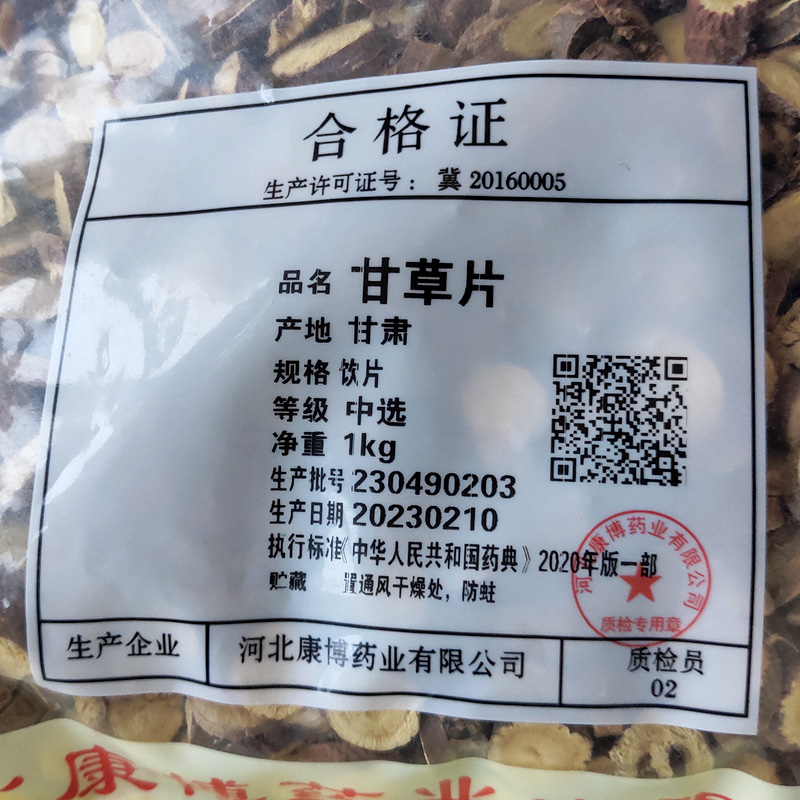 合格证
生产许可证号：冀 20160005
品名 甘草片
产地 甘肃
规格 饮片
等级 中选
净重 1kg
生产批号 230490203
生产日期 20230210
执行标准《中华人民共和国药典》2020年版一部
贮藏 置通风干燥处，防蛀
河北康博药业有限公司
质检专用章
生产企业 河北康博药业有限公司 质检员
02
康博药业